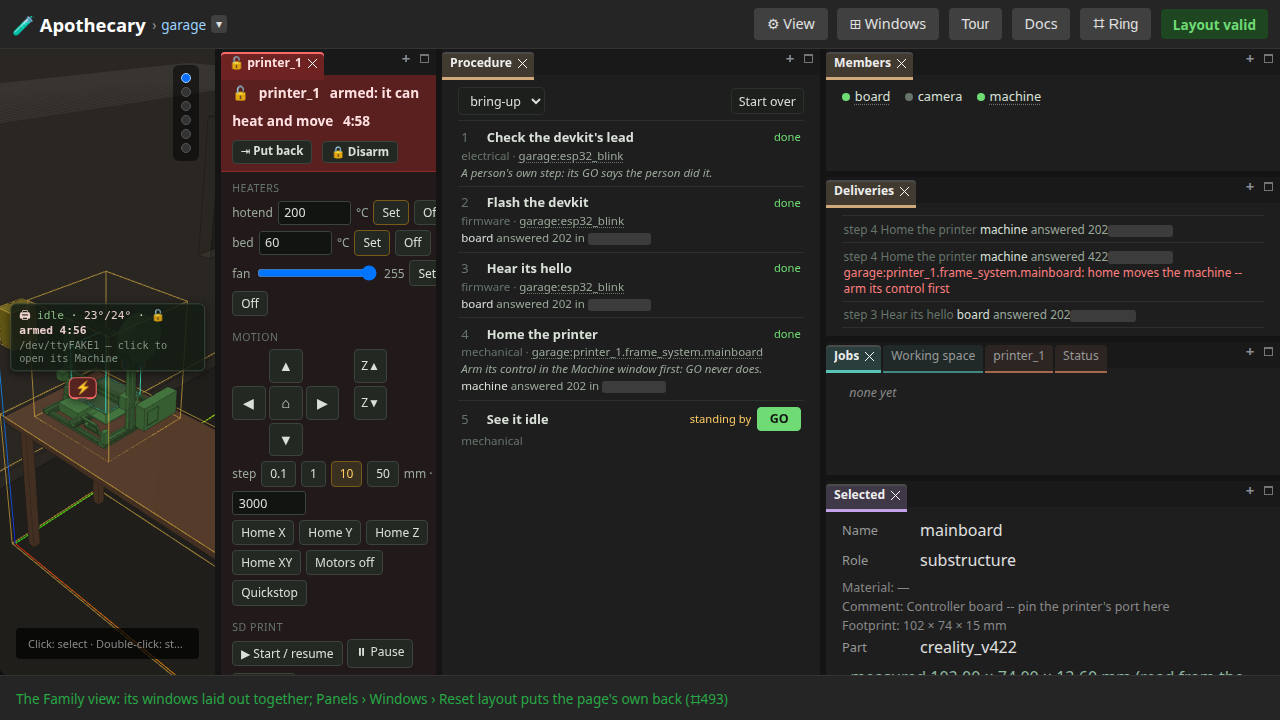 🧪 Apothecary › garage ▾
⚙ View
⊞ Windows
Tour
Docs
⌗ Ring
Layout valid
🖨 idle · 23°/24° · 🔓
armed 4:56
/dev/ttyFAKE1 — click to
open its Machine
Click: select · Double-click: st…
🔓 printer_1
🔓 printer_1 armed: it can
heat and move 4:58
⇥ Put back
🔒 Disarm
HEATERS
hotend 200 °C Set Of
bed 60 °C Set Off
fan 255 Set
Off
MOTION
▲ Z▲
◀ ⌂ ▶ Z▼
▼
step 0.1 1 10 50 mm ·
3000
Home X Home Y Home Z
Home XY Motors off
Quickstop
SD PRINT
▶ Start / resume ⏸ Pause
Procedure
bring-up
Start over
1 Check the devkit's lead done
electrical · garage:esp32_blink
A person's own step: its GO says the person did it.
2 Flash the devkit done
firmware · garage:esp32_blink
board answered 202 in
3 Hear its hello done
firmware · garage:esp32_blink
board answered 202 in
4 Home the printer done
mechanical · garage:printer_1.frame_system.mainboard
Arm its control in the Machine window first: GO never does.
machine answered 202 in
5 See it idle standing by GO
mechanical
Members
board camera machine
Deliveries
step 4 Home the printer machine answered 202
step 4 Home the printer machine answered 422
garage:printer_1.frame_system.mainboard: home moves the machine --
arm its control first
step 3 Hear its hello board answered 202
Jobs
Working space
printer_1
Status
none yet
Selected
Name mainboard
Role substructure
Material: —
Comment: Controller board -- pin the printer's port here
Footprint: 102 × 74 × 15 mm
Part creality_v422
The Family view: its windows laid out together; Panels › Windows › Reset layout puts the page's own back (⌗493)